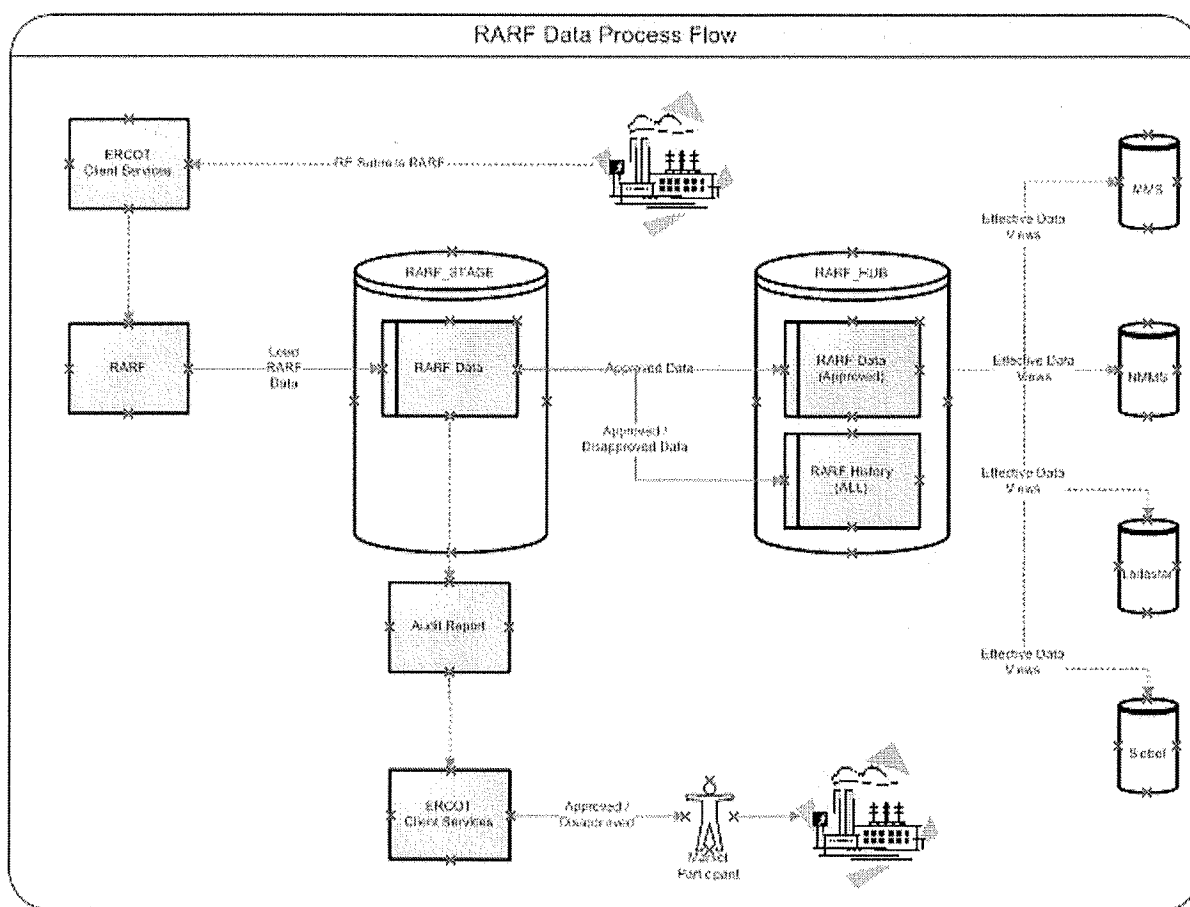 RARF Data Process Flow
ERCOT
Client Services
RE Submits RARF
MMS
Effective Data
Views
RARF_STAGE
RARF_HUB
RARF
Load
RARF
Data
RARF Data
Approved Data
RARF Data
(Approved)
Effective Data
Views
NMMS
Approved /
Disapproved Data
RARF History
(ALL)
Effective Data
Views
Lodestar
Audit Report
Effective Data
Views
Siebel
ERCOT
Client Services
Approved /
Disapproved
Market
Participant